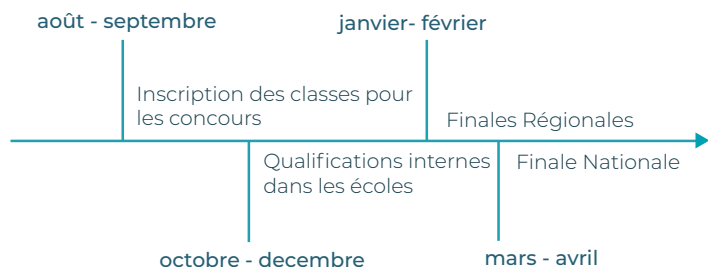 août - septembre
janvier- février
Inscription des classes pour
les concours
Finales Régionales
Qualifications internes
dans les écoles
Finale Nationale
octobre - decembre
mars - avril